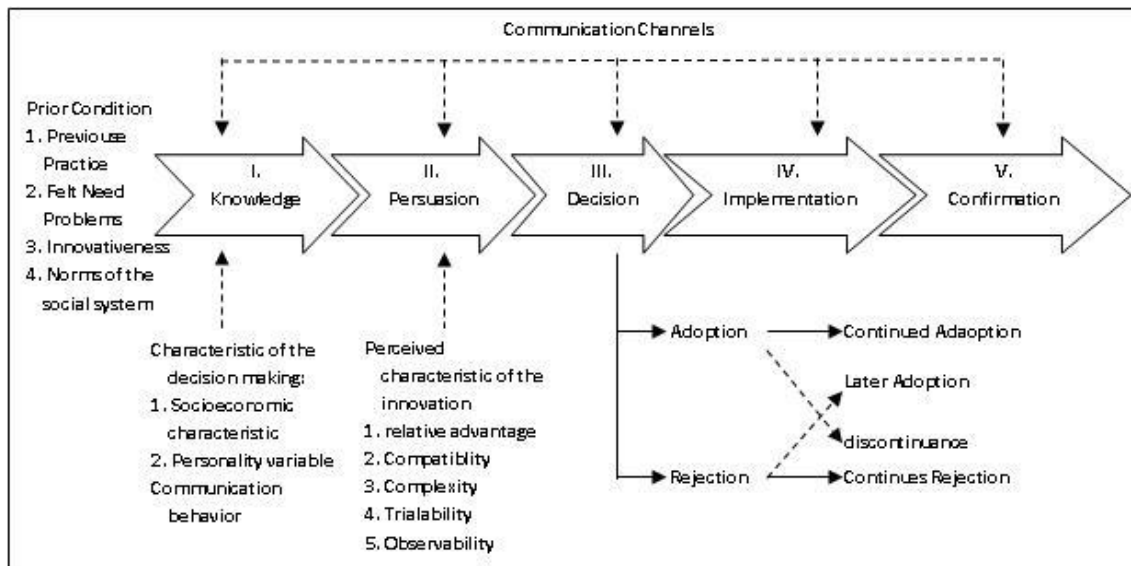 Communication Channels
Prior Condition
1. Previouse
Practice
2. Felt Need
Problems
3. Innovativeness
4. Norms of the
social system
I.
Knowledge
II.
Persuasion
III.
Decision
IV.
Implementation
V.
Confirmation
Characteristic of the
decision making:
1. Socioeconomic
characteristic
2. Personality variable
Communication
behavior
Perceived
characteristic of the
innovation
1. relative advantage
2. Compatiblity
3. Complexity
4. Trialability
5. Observability
Adoption
Continued Adaoption
Later Adoption
discontinuance
Rejection
Continues Rejection